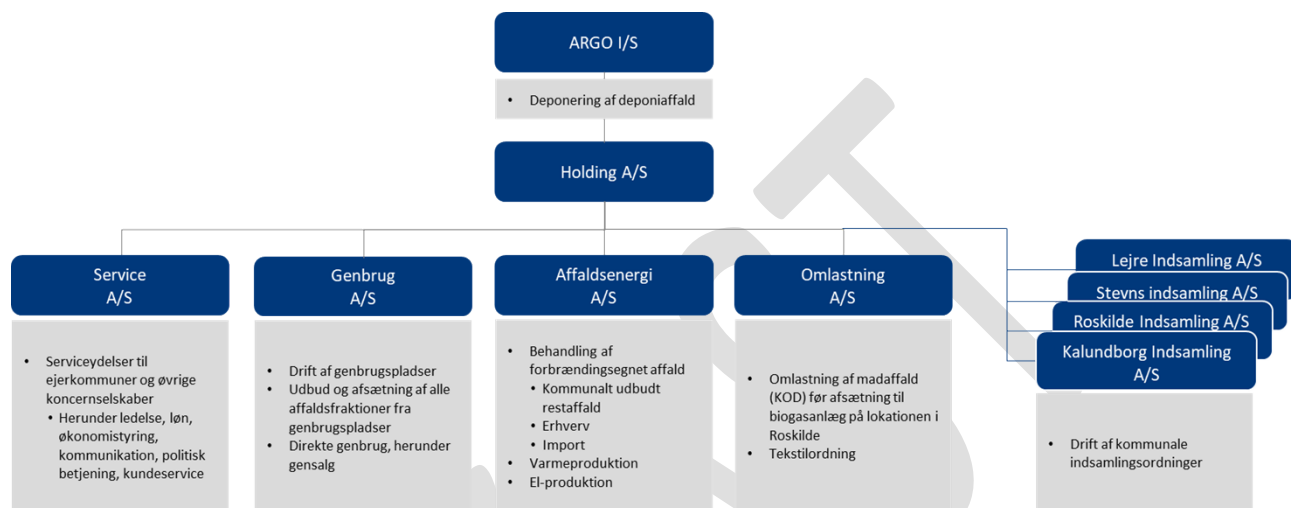 ARGO I/S
• Deponering af deponiaffald
Holding A/S
Service
A/S
• Serviceydelser til
ejerkommuner og øvrige
koncernselskaber
• Herunder ledelse, løn,
økonomistyring,
kommunikation, politisk
betjening, kundeservice
Genbrug
A/S
• Drift af genbrugspladser
• Udbud og afsætning af alle
affaldsfraktioner fra
genbrugspladser
• Direkte genbrug, herunder
gensalg
Affaldsenergi
A/S
• Behandling af
forbrændingsegnet affald
• Kommunalt udbudt
restaffald
• Erhverv
• Import
• Varmeproduktion
• El-produktion
Omlastning
A/S
• Omlastning af madaffald
(KOD) før afsætning til
biogasanlæg på lokationen i
Roskilde
• Tekstilordning
Lejre Indsamling A/S
Stevns indsamling A/S
Roskilde Indsamling A/S
Kalundborg Indsamling
A/S
• Drift af kommunale
indsamlingsordninger